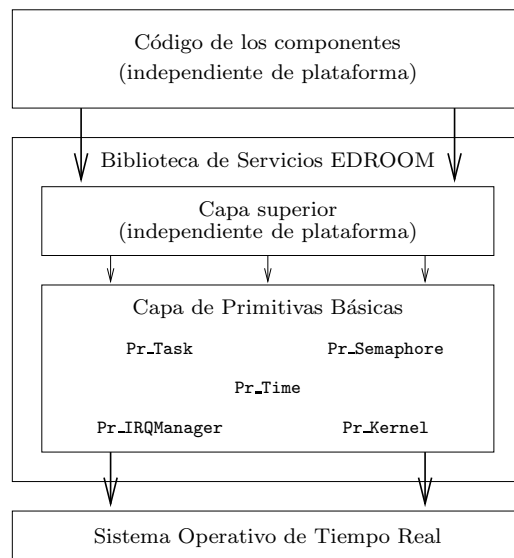 Código de los componentes
(independiente de plataforma)
Biblioteca de Servicios EDROOM
Capa superior
(independiente de plataforma)
Capa de Primitivas Básicas
Pr_Task Pr_Semaphore
Pr_Time
Pr_IRQManager Pr_Kernel
Sistema Operativo de Tiempo Real